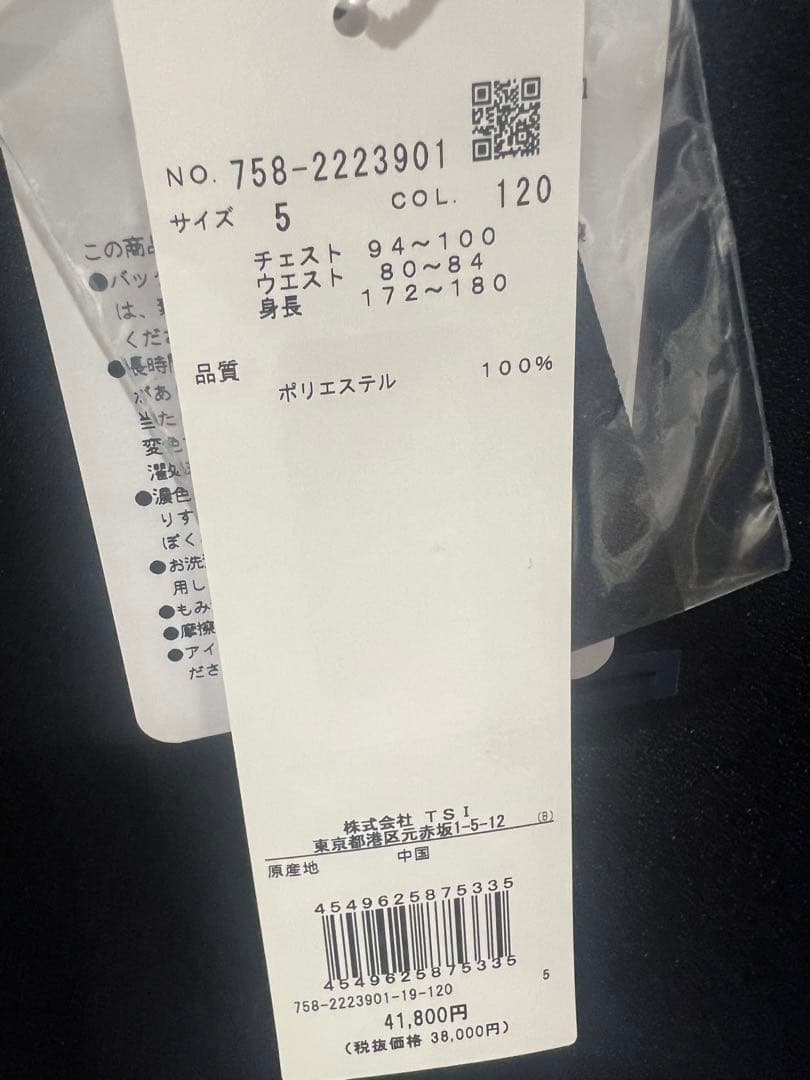 NO. 758-2223901
サイズ 5 COL. 120
チェスト 94～100
ウエスト 80～84
身長 172～180
品質
ポリエステル 100%
株式会社 TSI
東京都港区元赤坂1-5-12 (B)
原産地 中国
4549625875335
4549625875335
758-2223901-19-120 5
41,800円
(税抜価格 38,000円)
この商品
●バッグ
は、
くださ
●長時間
があ
当た
変色
●濃色
りす
ぼく
●お洗
用し
●もみ
●摩擦
●アイ
ださ